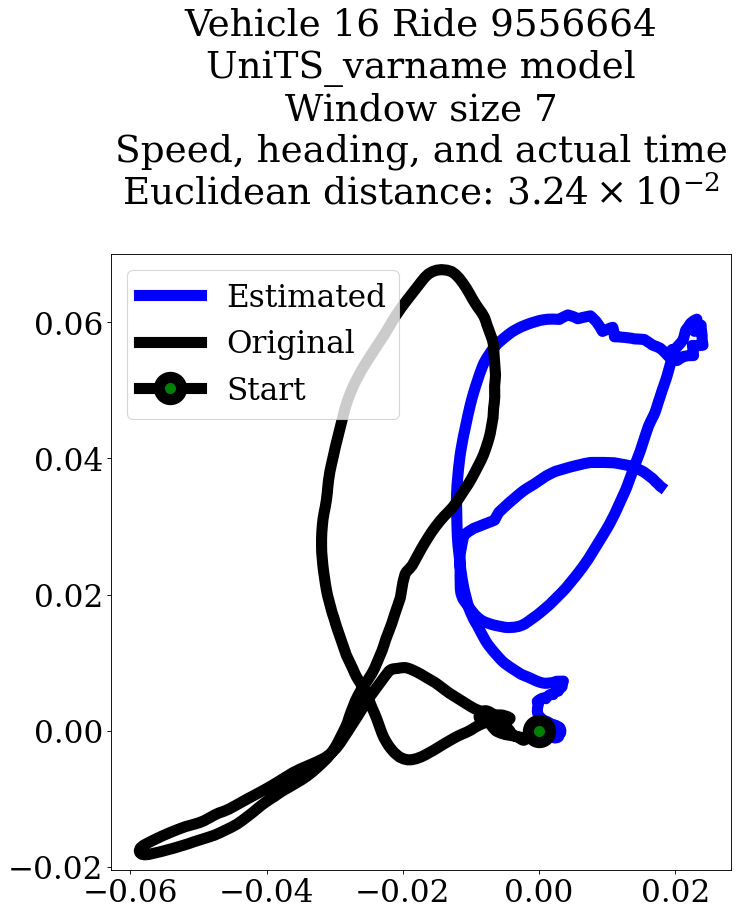 Vehicle 16 Ride 9556664
UniTS_varname model
Window size 7
Speed, heading, and actual time
Euclidean distance: 3.24 × 10⁻²
Estimated
Original
Start
0.06
0.04
0.02
0.00
−0.02
−0.06 −0.04 −0.02 0.00 0.02